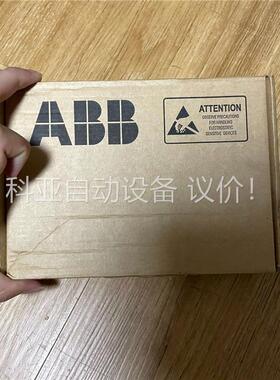 ABB
ATTENTION
OBSERVE PRECAUTIONS
FOR HANDLING
ELECTROSTATIC
SENSITIVE DEVICES
科亚自动设备 议价!